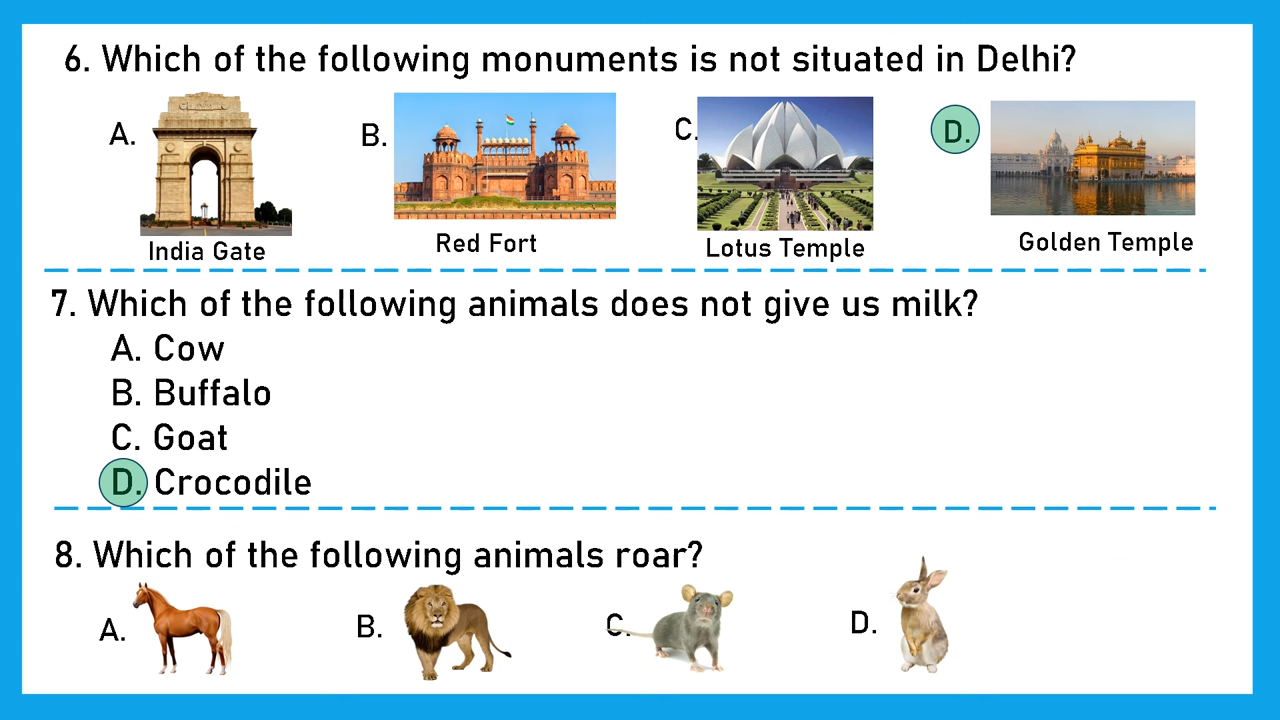 6. Which of the following monuments is not situated in Delhi?
A. B. C. D.
India Gate Red Fort Lotus Temple Golden Temple
7. Which of the following animals does not give us milk?
A. Cow
B. Buffalo
C. Goat
D. Crocodile
8. Which of the following animals roar?
A. B. C. D.